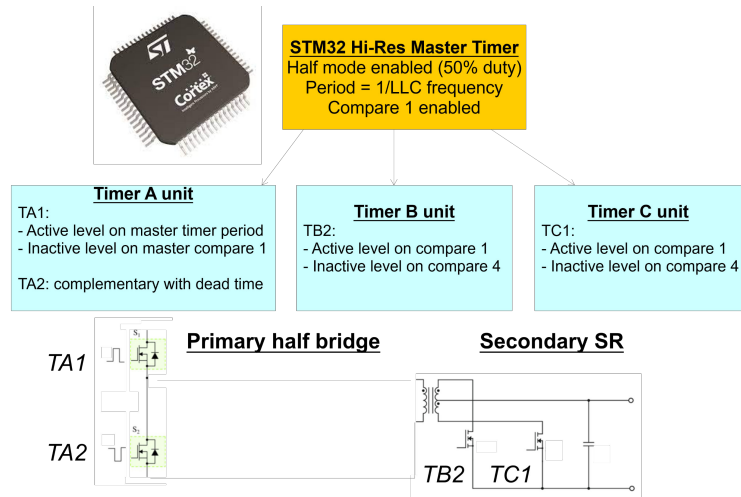 STM32
Cortex
STM32 Hi-Res Master Timer
Half mode enabled (50% duty)
Period = 1/LLC frequency
Compare 1 enabled
Timer A unit
TA1:
- Active level on master timer period
- Inactive level on master compare 1
TA2: complementary with dead time
Timer B unit
TB2:
- Active level on compare 1
- Inactive level on compare 4
Timer C unit
TC1:
- Active level on compare 1
- Inactive level on compare 4
Primary half bridge
Secondary SR
S1
TA1
S2
TA2
TB2
TC1